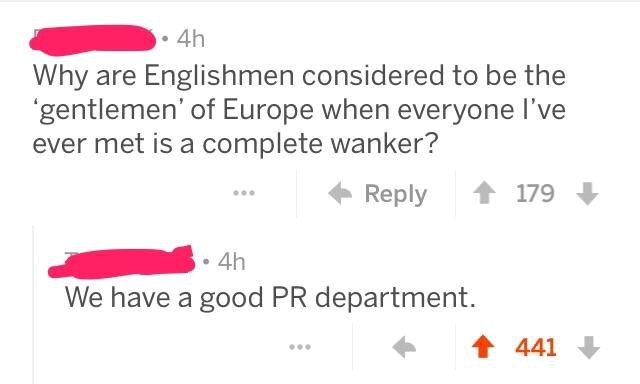 • 4h
Why are Englishmen considered to be the
‘gentlemen’ of Europe when everyone I’ve
ever met is a complete wanker?
... Reply 179
• 4h
We have a good PR department.
... 441